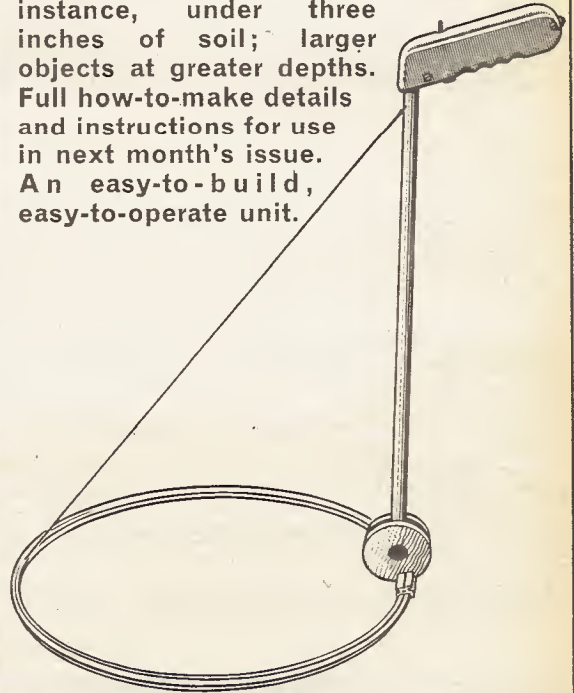 instance, under three
inches of soil; larger
objects at greater depths.
Full how-to-make details
and instructions for use
in next month's issue.
An easy-to-build,
easy-to-operate unit.